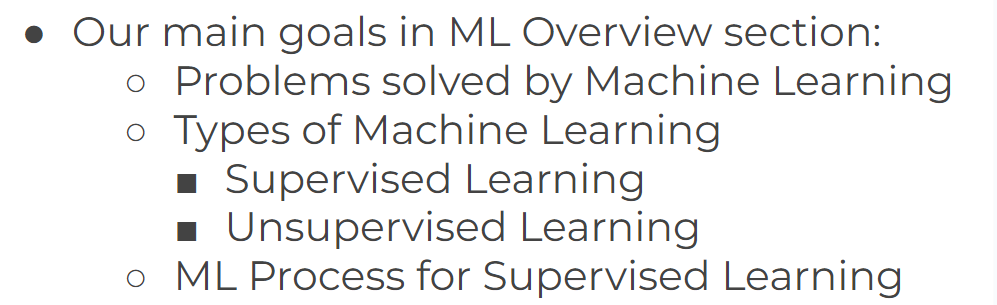 ● Our main goals in ML Overview section:
○ Problems solved by Machine Learning
○ Types of Machine Learning
■ Supervised Learning
■ Unsupervised Learning
○ ML Process for Supervised Learning